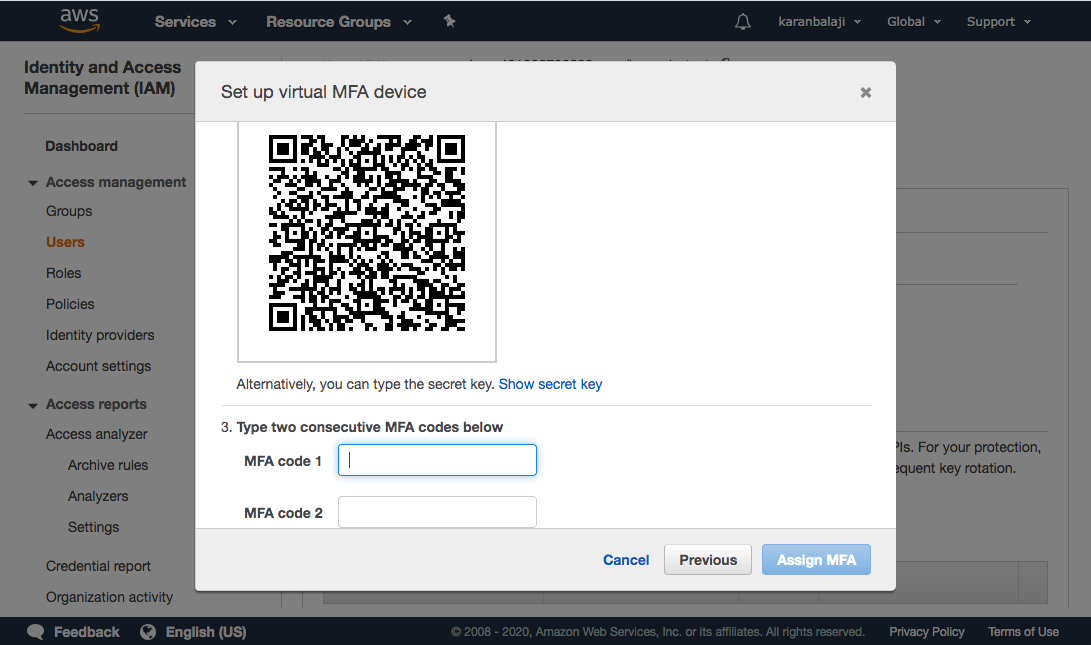 aws
Services
Resource Groups
karanbalaji
Global
Support
Identity and Access
Management (IAM)
Dashboard
Access management
Groups
Users
Roles
Policies
Identity providers
Account settings
Access reports
Access analyzer
Archive rules
Analyzers
Settings
Credential report
Organization activity
Set up virtual MFA device
Alternatively, you can type the secret key. Show secret key
3. Type two consecutive MFA codes below
MFA code 1
MFA code 2
Cancel
Previous
Assign MFA
PIs. For your protection,
equent key rotation.
Feedback
English (US)
© 2008 - 2020, Amazon Web Services, Inc. or its affiliates. All rights reserved.
Privacy Policy
Terms of Use